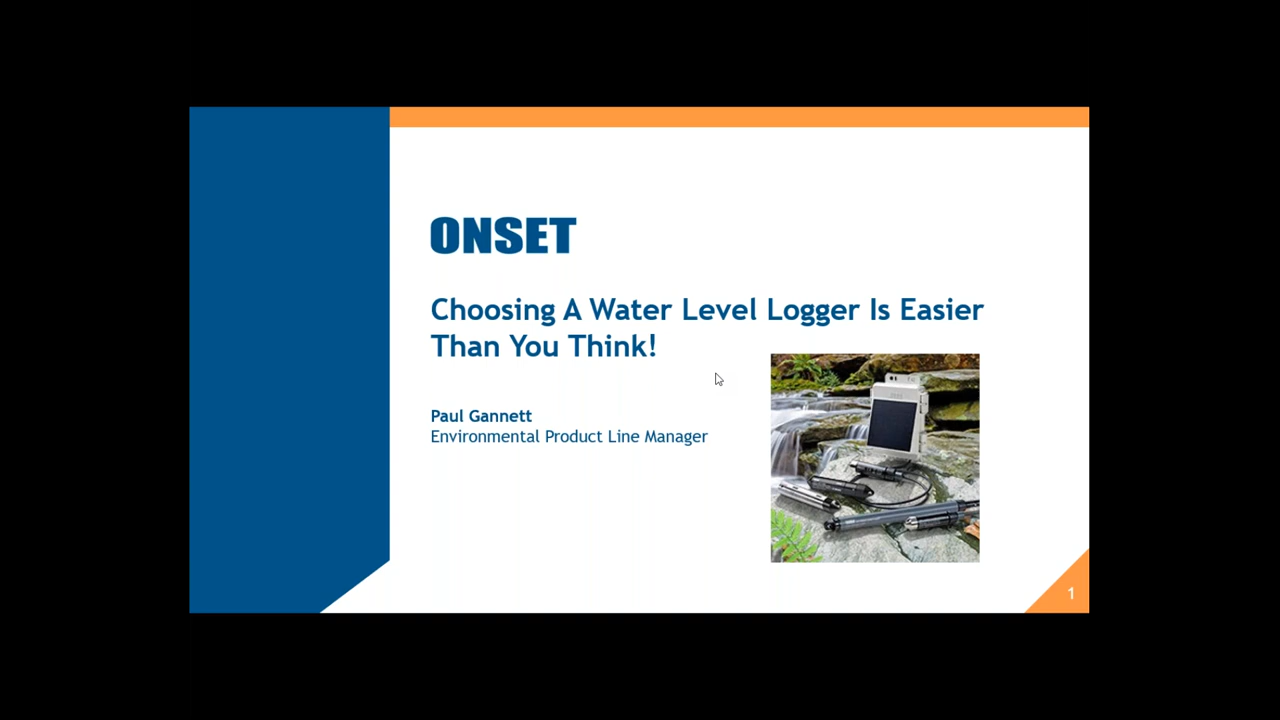 ONSET
Choosing A Water Level Logger Is Easier
Than You Think!
Paul Gannett
Environmental Product Line Manager
1